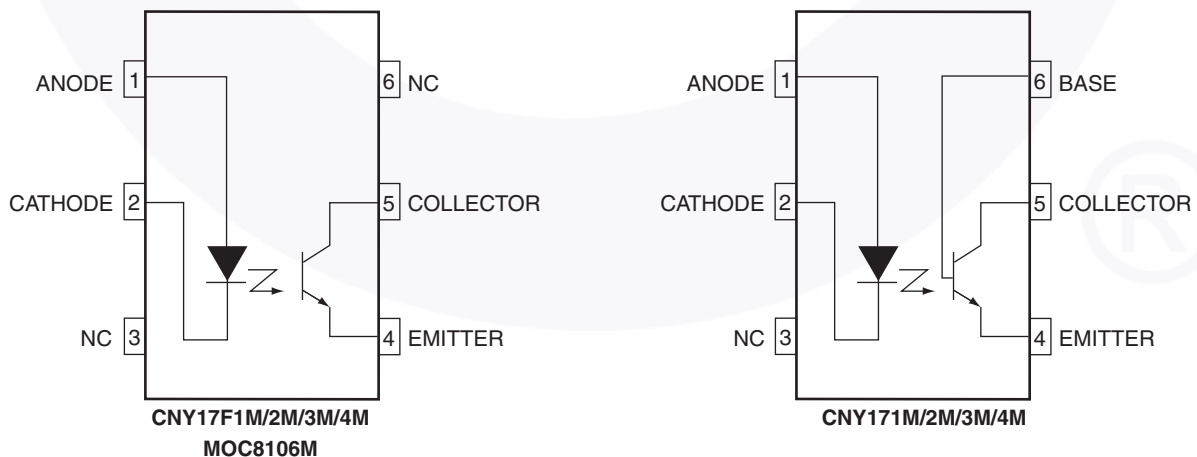 ANODE 1
6 NC
CATHODE 2
5 COLLECTOR
NC 3
4 EMITTER
CNY17F1M/2M/3M/4M
MOC8106M
ANODE 1
6 BASE
CATHODE 2
5 COLLECTOR
NC 3
4 EMITTER
CNY171M/2M/3M/4M
®